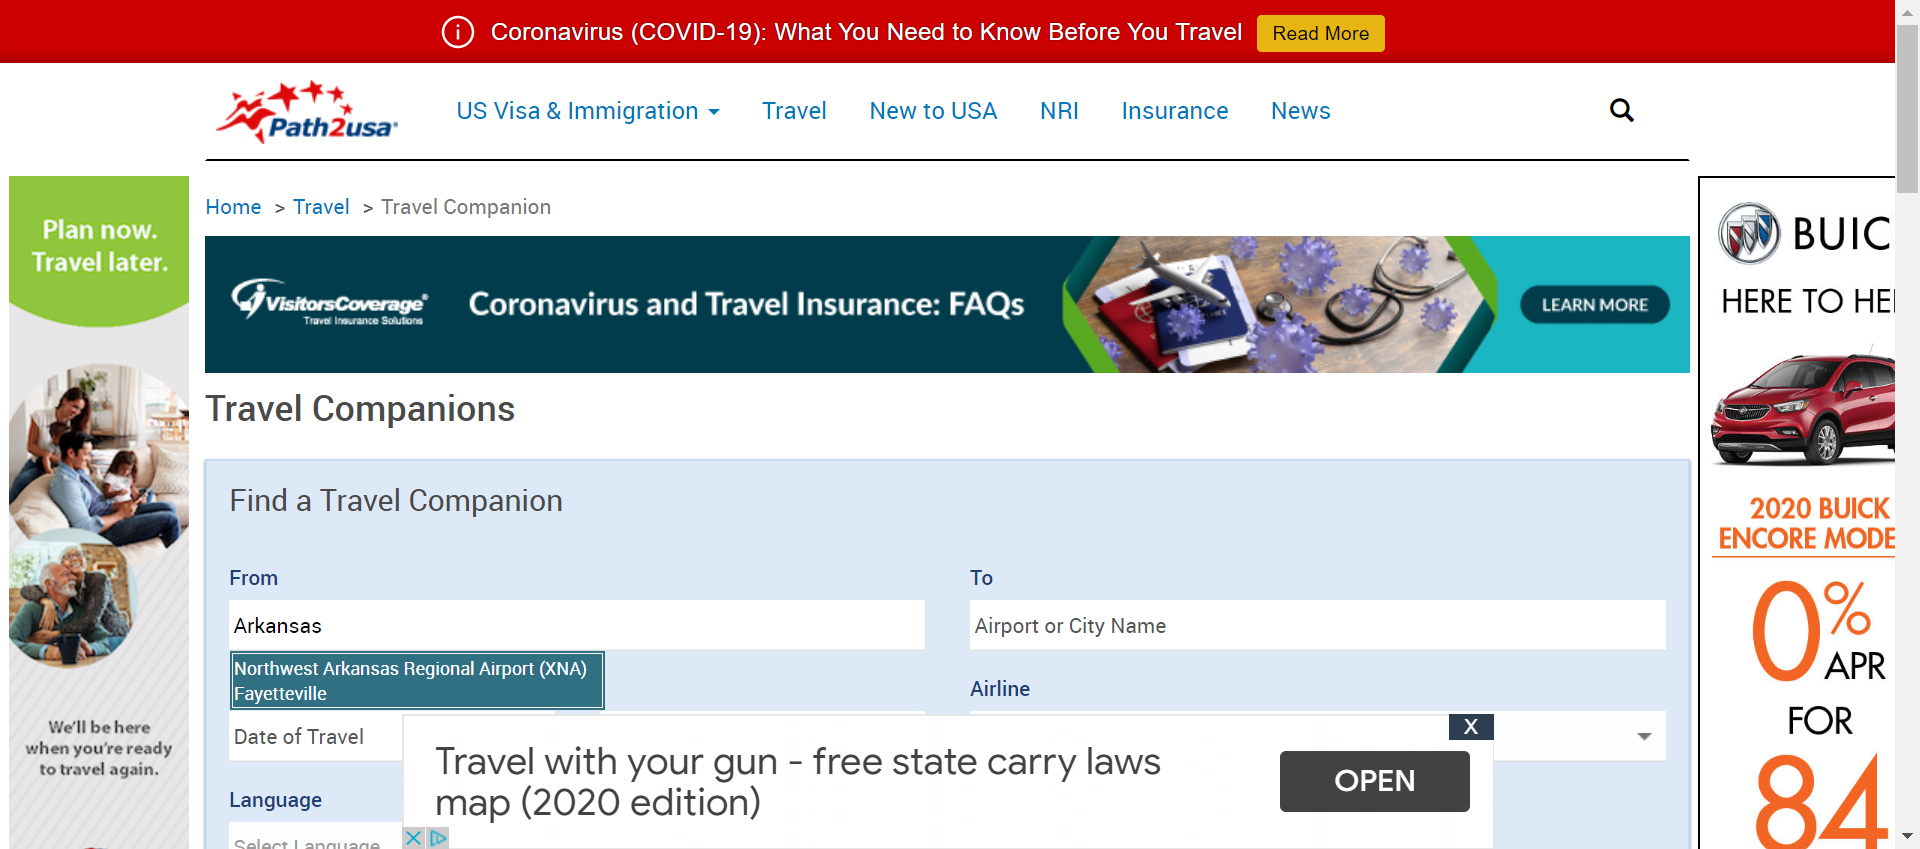 Coronavirus (COVID-19): What You Need to Know Before You Travel Read More
Path2usa
US Visa & Immigration Travel New to USA NRI Insurance News
Home > Travel > Travel Companion
Plan now.
Travel later.
We'll be here
when you're ready
to travel again.
VisitorsCoverage®
Travel Insurance Solutions
Coronavirus and Travel Insurance: FAQs
LEARN MORE
Travel Companions
Find a Travel Companion
From
Arkansas
Northwest Arkansas Regional Airport (XNA)
Fayetteville
Date of Travel
Language
Select Language
To
Airport or City Name
Airline
X
Travel with your gun - free state carry laws
map (2020 edition)
OPEN
BUIC
HERE TO HE
2020 BUICK
ENCORE MODE
0%
APR
FOR
84